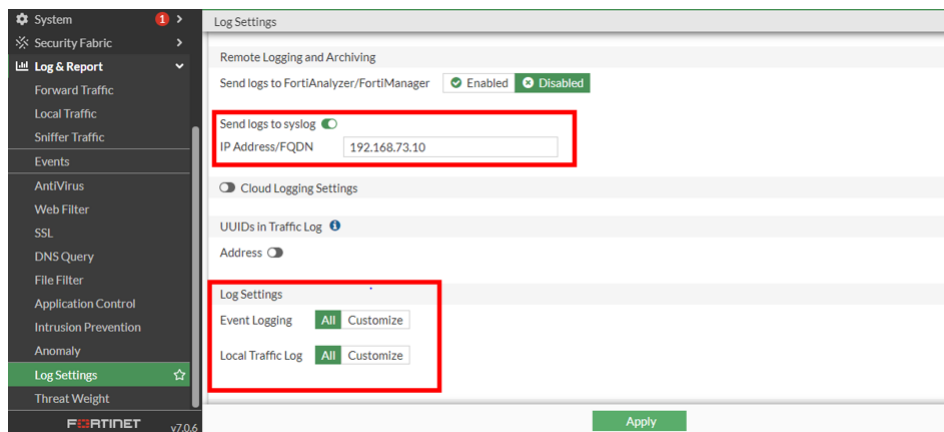 System 1
Security Fabric
Log & Report
Forward Traffic
Local Traffic
Sniffer Traffic
Events
AntiVirus
Web Filter
SSL
DNS Query
File Filter
Application Control
Intrusion Prevention
Anomaly
Log Settings
Threat Weight
FORTINET v7.0.6
Log Settings
Remote Logging and Archiving
Send logs to FortiAnalyzer/FortiManager Enabled Disabled
Send logs to syslog
IP Address/FQDN 192.168.73.10
Cloud Logging Settings
UUIDs in Traffic Log
Address
Log Settings
Event Logging All Customize
Local Traffic Log All Customize
Apply